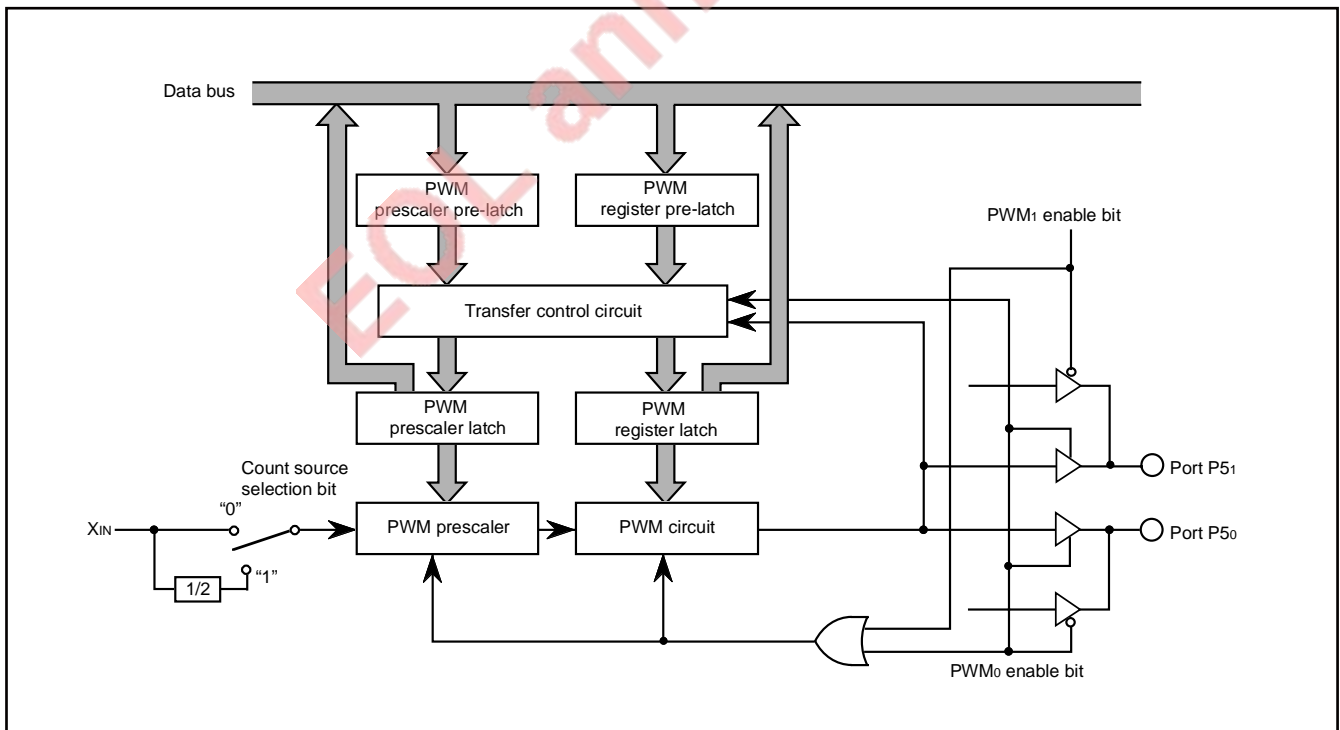 EOL ann
Data bus
PWM
prescaler pre-latch
PWM
register pre-latch
PWM1 enable bit
Transfer control circuit
PWM
prescaler latch
PWM
register latch
Count source
selection bit
“0”
XIN
PWM prescaler
PWM circuit
“1”
1/2
Port P51
Port P50
PWM0 enable bit